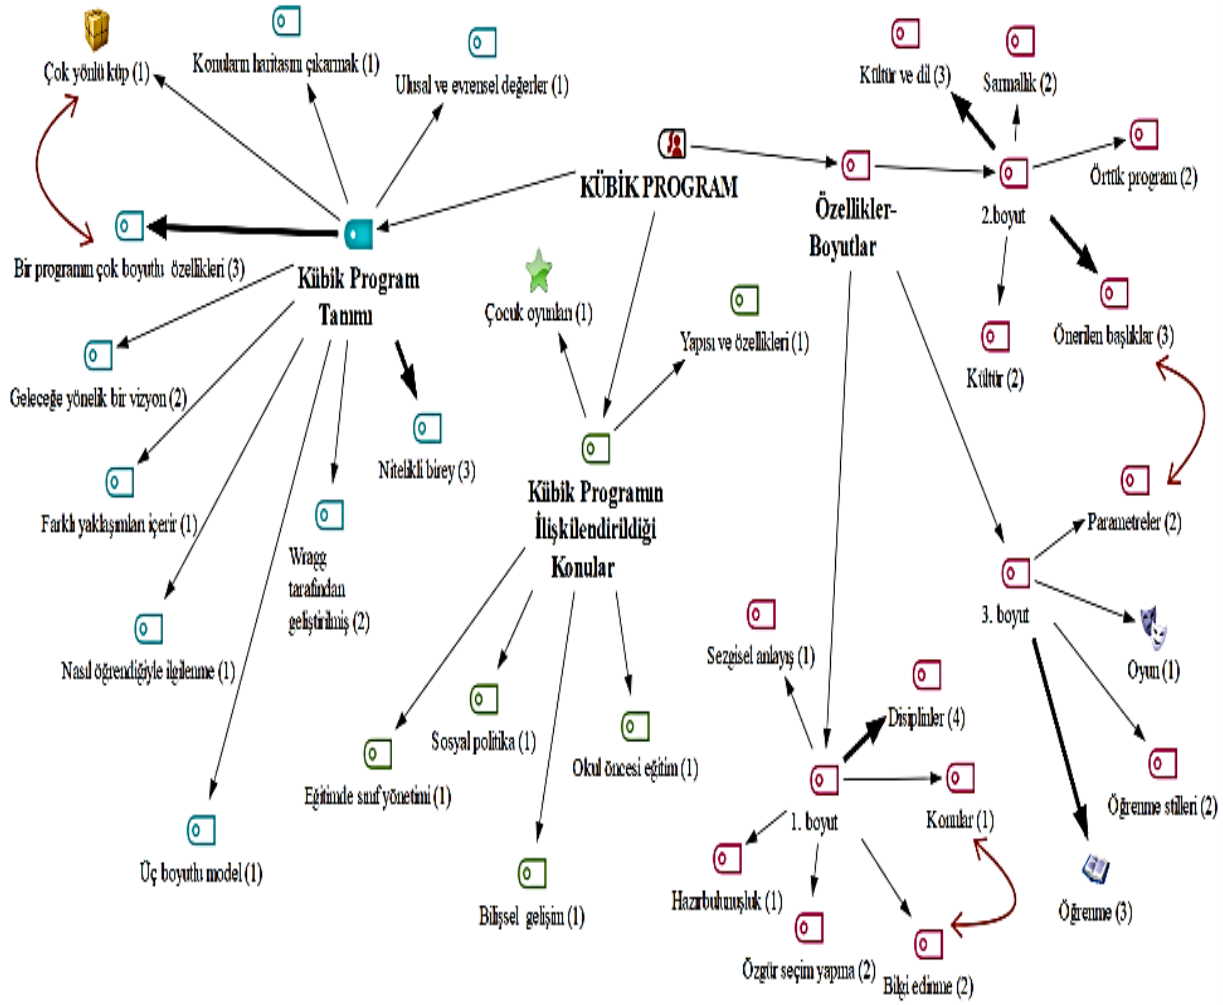 Çok yönlü küp (1)
Konuların haritasını çıkarmak (1)
Ulusal ve evrensel değerler (1)
Kültür ve dil (3)
Sarmallık (2)
Örtük program (2)
KÜBİK PROGRAM
Özellikler-
Boyutlar
2.boyut
Bir programın çok boyutlu özellikleri (3)
Kübik Program
Tanımı
Çocuk oyunları (1)
Yapısı ve özellikleri (1)
Önerilen başlıklar (3)
Kültür (2)
Geleceğe yönelik bir vizyon (2)
Nitelikli birey (3)
Kübik Programın
İlişkilendirildiği
Konular
Farklı yaklaşımları içerir (1)
Wragg
tarafından
geliştirilmiş (2)
Parametreler (2)
3. boyut
Nasıl öğrendiğiyle ilgilenme (1)
Sezgisel anlayış (1)
Oyun (1)
Disiplinler (4)
Sosyal politika (1)
Okul öncesi eğitim (1)
Eğitimde sınıf yönetimi (1)
1. boyut
Konular (1)
Öğrenme stilleri (2)
Üç boyutlu model (1)
Bilişsel gelişim (1)
Hazırbulunuşluk (1)
Öğrenme (3)
Özgür seçim yapma (2)
Bilgi edinme (2)